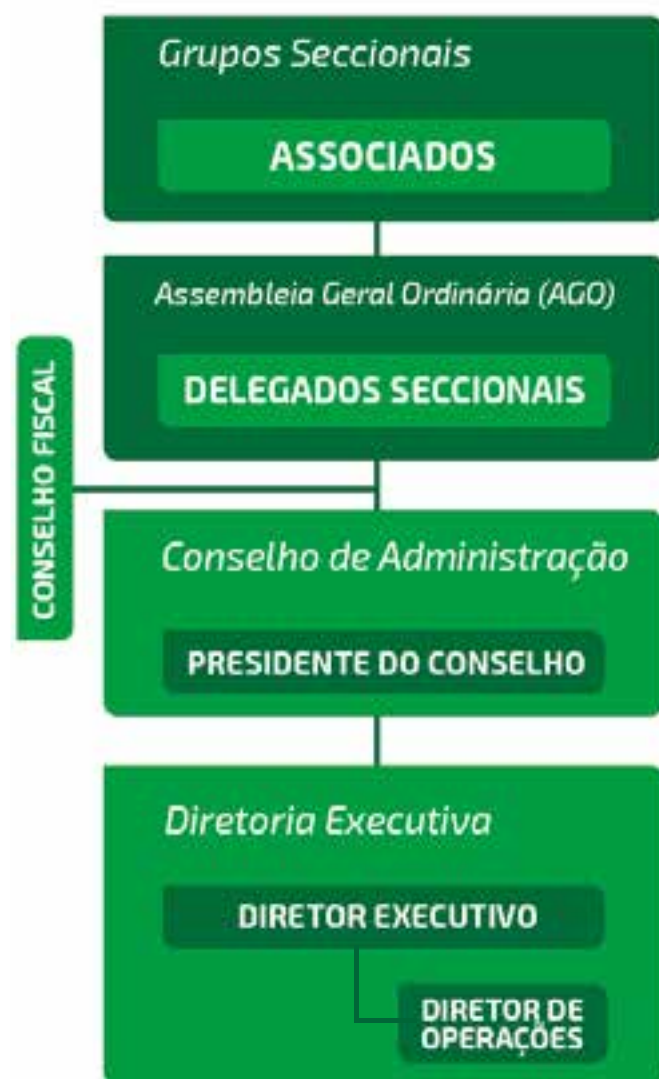 Grupos Seccionais
ASSOCIADOS
Assembleia Geral Ordinária (AGO)
DELEGADOS SECCIONAIS
CONSELHO FISCAL
Conselho de Administração
PRESIDENTE DO CONSELHO
Diretoria Executiva
DIRETOR EXECUTIVO
DIRETOR DE
OPERAÇÕES